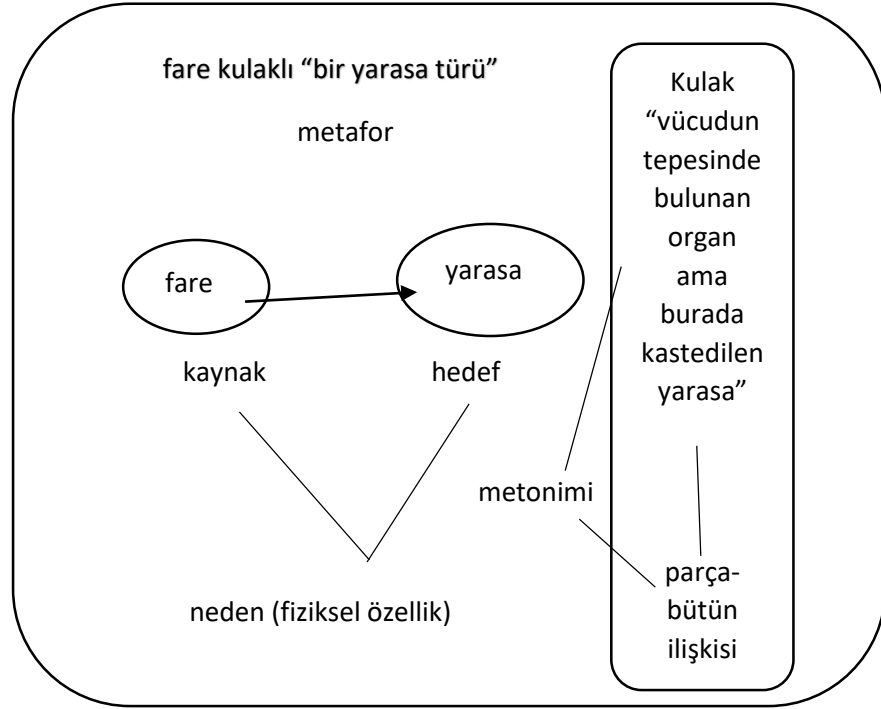 fare kulaklı “bir yarasa türü”
metafor
fare
yarasa
kaynak
hedef
neden (fiziksel özellik)
metonimi
Kulak
“vücudun
tepesinde
bulunan
organ
ama
burada
kastedilen
yarasa”
parça-
bütün
ilişkisi